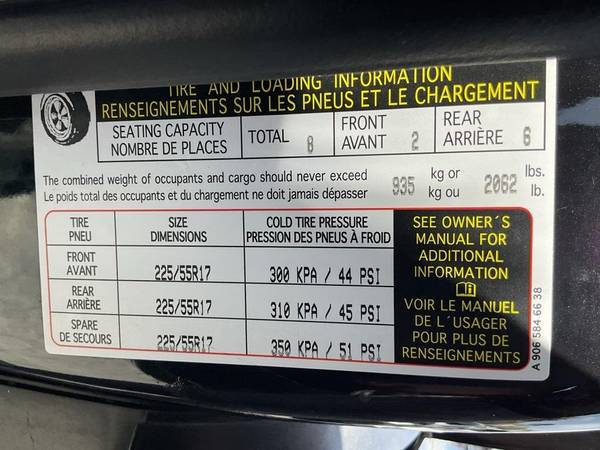 TIRE AND LOADING INFORMATION
RENSEIGNEMENTS SUR LES PNEUS ET LE CHARGEMENT
SEATING CAPACITY
NOMBRE DE PLACES
TOTAL 8
FRONT
AVANT 2
REAR
ARRIÈRE 6
The combined weight of occupants and cargo should never exceed 935 kg or 2062 lbs.
Le poids total des occupants et du chargement ne doit jamais dépasser kg ou lb.
TIRE
PNEU
SIZE
DIMENSIONS
COLD TIRE PRESSURE
PRESSION DES PNEUS À FROID
FRONT
AVANT
225/55R17
300 KPA / 44 PSI
REAR
ARRIÈRE
225/55R17
310 KPA / 45 PSI
SPARE
DE SECOURS
225/55R17
350 KPA / 51 PSI
SEE OWNER´S
MANUAL FOR
ADDITIONAL
INFORMATION
VOIR LE MANUEL
DE L´USAGER
POUR PLUS DE
RENSEIGNEMENTS
A 906 584 66 38